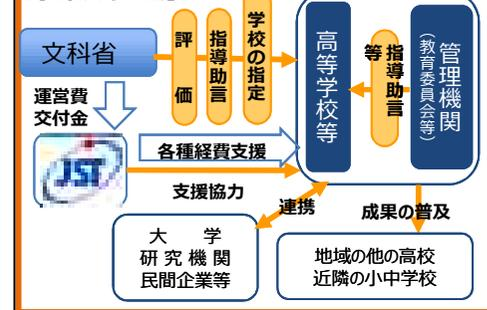 文科省
評価
指導助言
学校の指定
高等学校等
指導助言
等
管理機関
(教育委員会等)
運営費
交付金
JST
各種経費支援
支援協力
連携
成果の普及
大学
研究機関
民間企業等
地域の他の高校
近隣の小中学校